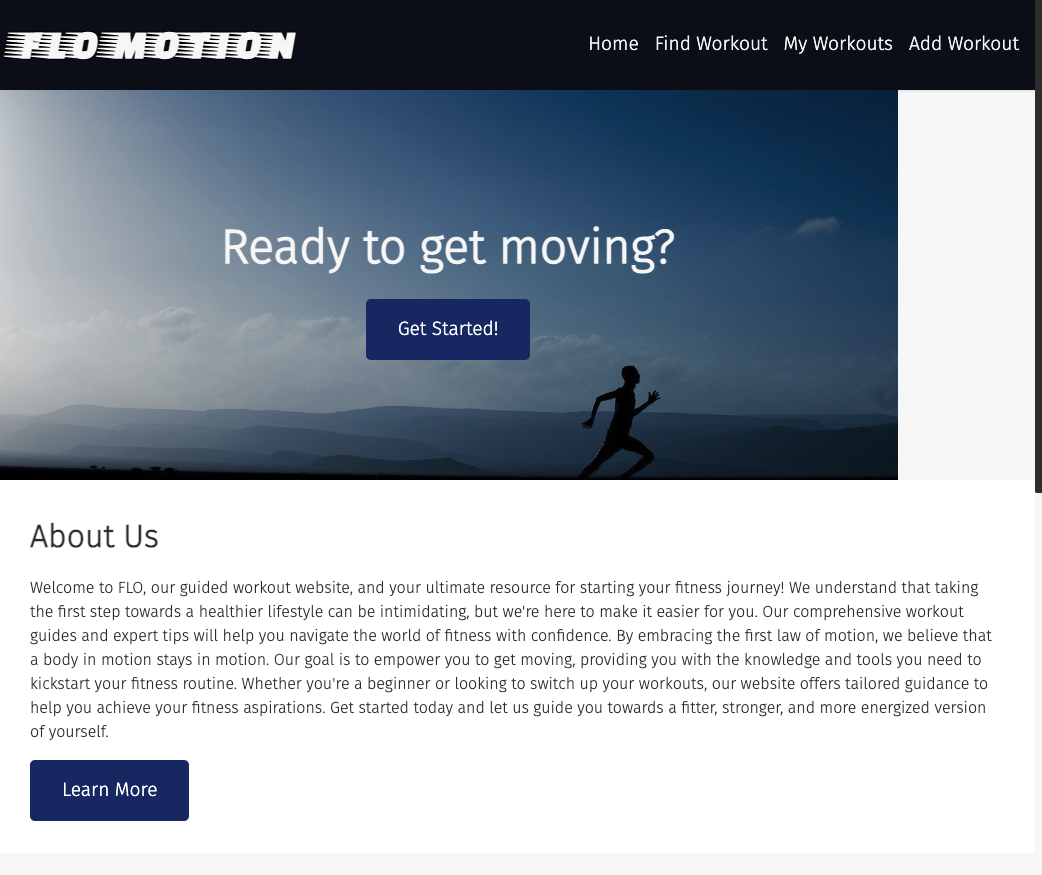 FLO MOTION
Home Find Workout My Workouts Add Workout
Ready to get moving?
Get Started!
About Us
Welcome to FLO, our guided workout website, and your ultimate resource for starting your fitness journey! We understand that taking
the first step towards a healthier lifestyle can be intimidating, but we're here to make it easier for you. Our comprehensive workout
guides and expert tips will help you navigate the world of fitness with confidence. By embracing the first law of motion, we believe that
a body in motion stays in motion. Our goal is to empower you to get moving, providing you with the knowledge and tools you need to
kickstart your fitness routine. Whether you're a beginner or looking to switch up your workouts, our website offers tailored guidance to
help you achieve your fitness aspirations. Get started today and let us guide you towards a fitter, stronger, and more energized version
of yourself.
Learn More